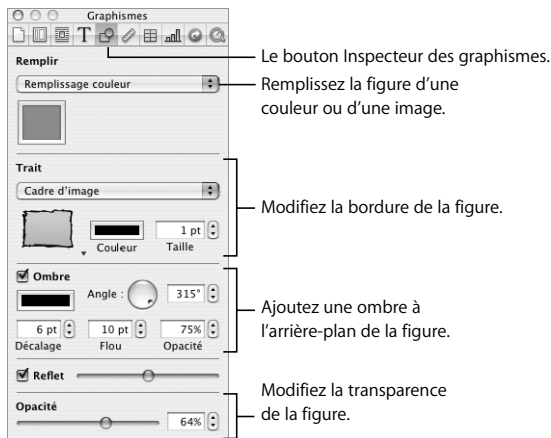 Graphismes
T
Le bouton Inspecteur des graphismes.
Remplir
Remplissage couleur
Remplissez la figure d'une
couleur ou d'une image.
Trait
Cadre d'image
Modifiez la bordure de la figure.
1 pt
Couleur
Taille
Ombre
Angle :
315°
6 pt
10 pt
75%
Décalage
Flou
Opacité
Ajoutez une ombre à
l'arrière-plan de la figure.
Reflet
Opacité
64%
Modifiez la transparence
de la figure.